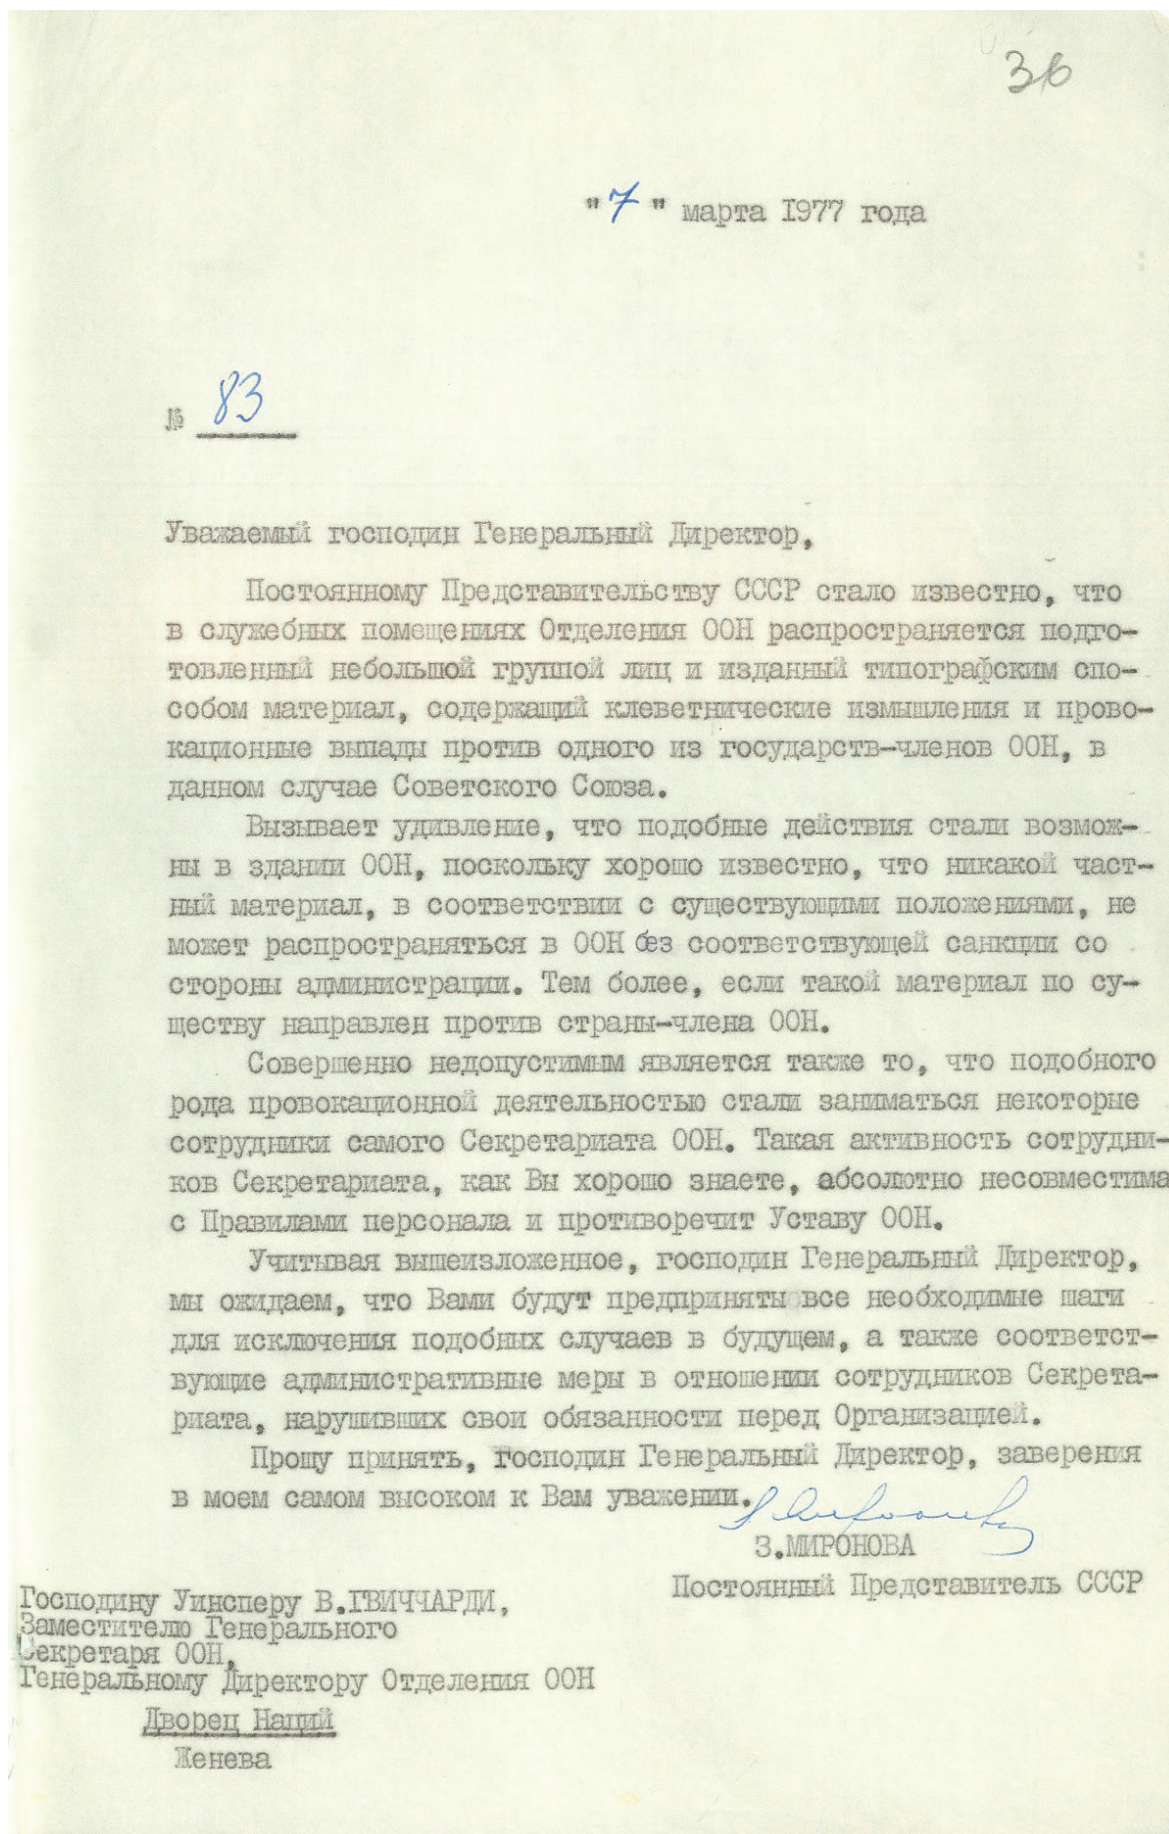 36
"7" марта 1977 года
№ 83
Уважаемый господин Генеральный Директор,
Постоянному Представительству СССР стало известно, что
в служебных помещениях Отделения ООН распространяется подго-
товленный небольшой группой лиц и изданный типографским спо-
собом материал, содержащий клеветнические измышления и прово-
кационные выпады против одного из государств-членов ООН, в
данном случае Советского Союза.
Вызывает удивление, что подобные действия стали возмож-
ны в здании ООН, поскольку хорошо известно, что никакой част-
ный материал, в соответствии с существующими положениями, не
может распространяться в ООН без соответствующей санкции со
стороны администрации. Тем более, если такой материал по су-
ществу направлен против страны-члена ООН.
Совершенно недопустимым является также то, что подобного
рода провокационной деятельностью стали заниматься некоторые
сотрудники самого Секретариата ООН. Такая активность сотрудни-
ков Секретариата, как Вы хорошо знаете, абсолютно несовместима
с Правилами персонала и противоречит Уставу ООН.
Учитывая вышеизложенное, господин Генеральный Директор,
мы ожидаем, что Вами будут предприняты все необходимые шаги
для исключения подобных случаев в будущем, а также соответст-
вующие административные меры в отношении сотрудников Секрета-
риата, нарушивших свои обязанности перед Организацией.
Прошу принять, господин Генеральный Директор, заверения
в моем самом высоком к Вам уважении.
З.МИРОНОВА
Постоянный Представитель СССР
Господину Уинсперу В.ГВИЧЧАРДИ,
Заместителю Генерального
Секретаря ООН,
Генеральному Директору Отделения ООН
Дворец Наций
Женева